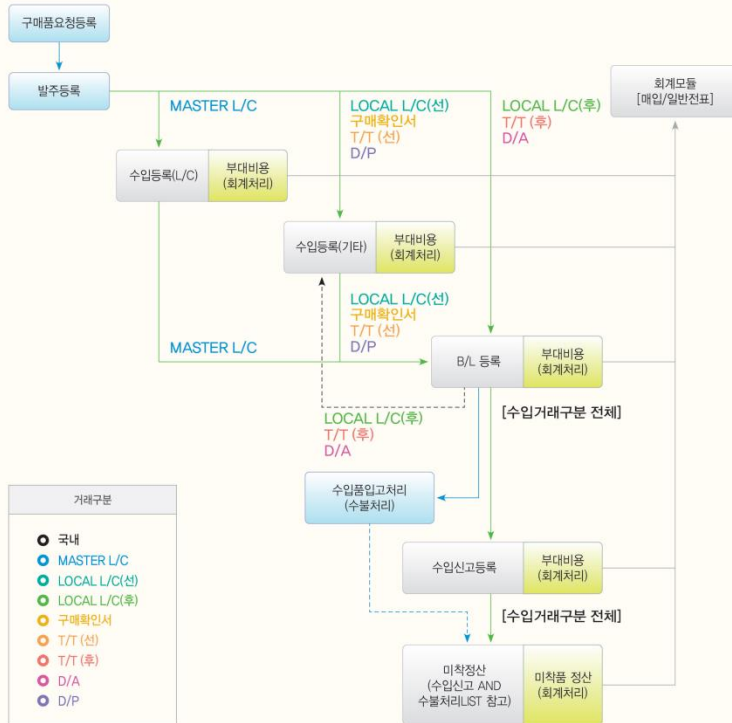 구매품요청등록
발주등록
회계모듈
[매입/일반전표]
MASTER L/C
LOCAL L/C(선)
구매확인서
T/T (선)
D/P
LOCAL L/C(후)
T/T (후)
D/A
수입등록(L/C)
부대비용
(회계처리)
수입등록(기타)
부대비용
(회계처리)
LOCAL L/C(선)
구매확인서
T/T (선)
D/P
MASTER L/C
B/L 등록
부대비용
(회계처리)
[수입거래구분 전체]
LOCAL L/C(후)
T/T (후)
D/A
수입품입고처리
(수불처리)
수입신고등록
부대비용
(회계처리)
[수입거래구분 전체]
미착정산
(수입신고 AND
수불처리LIST 참고)
미착품 정산
(회계처리)
거래구분
국내
MASTER L/C
LOCAL L/C(선)
LOCAL L/C(후)
구매확인서
T/T (선)
T/T (후)
D/A
D/P